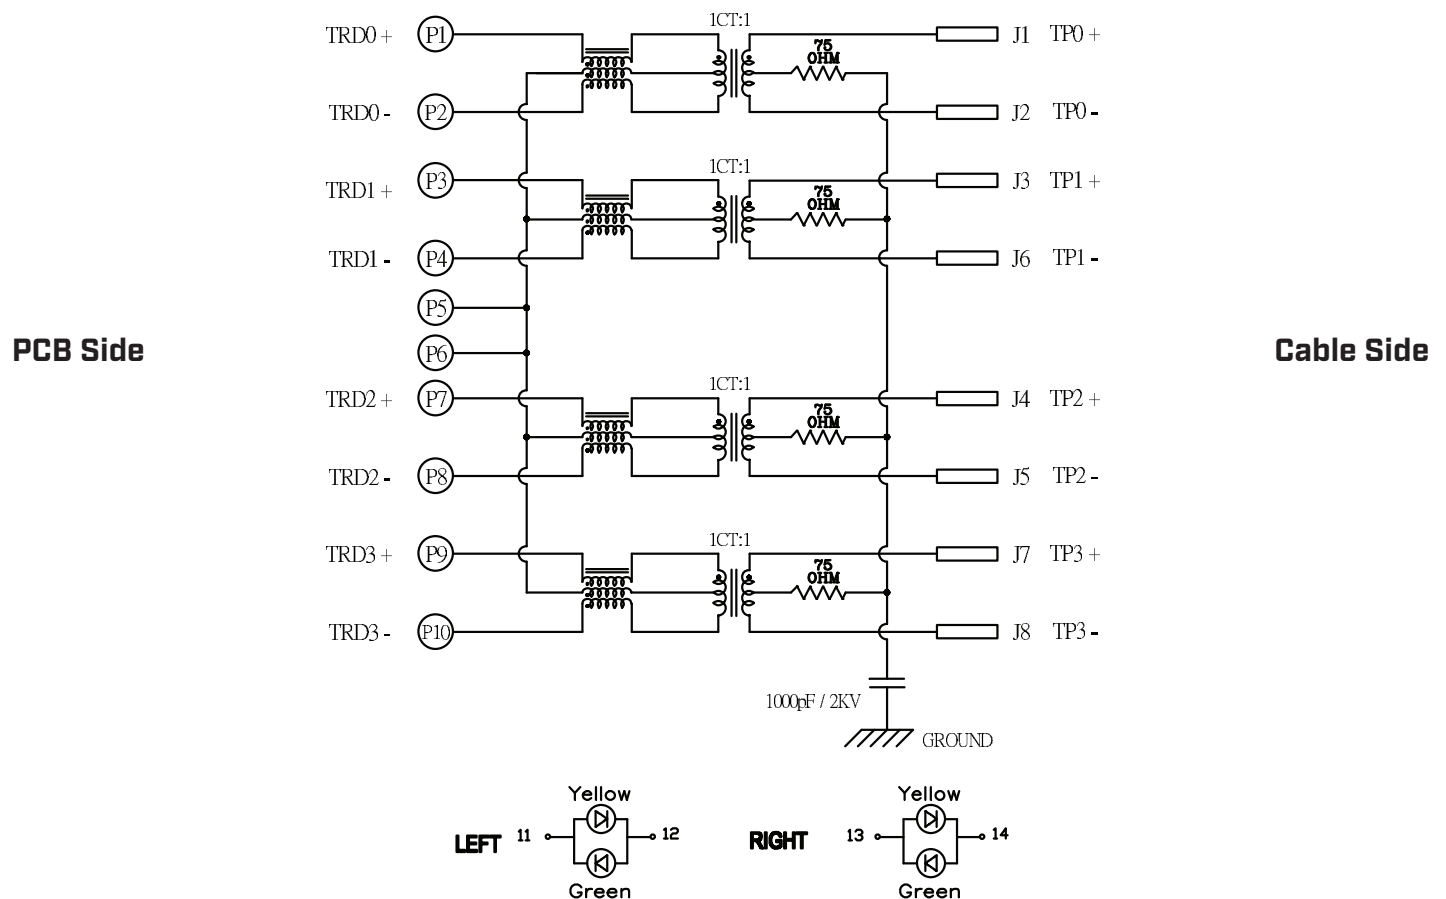 1CT:1
TRD0 + P1 75 OHM J1 TP0 +
TRD0 - P2 J2 TP0 -
1CT:1
TRD1 + P3 75 OHM J3 TP1 +
TRD1 - P4 J6 TP1 -
P5
PCB Side P6 Cable Side
1CT:1
TRD2 + P7 75 OHM J4 TP2 +
TRD2 - P8 J5 TP2 -
1CT:1
TRD3 + P9 75 OHM J7 TP3 +
TRD3 - P10 J8 TP3 -
1000pF / 2KV
GROUND
Yellow Yellow
LEFT 11 12 RIGHT 13 14
Green Green